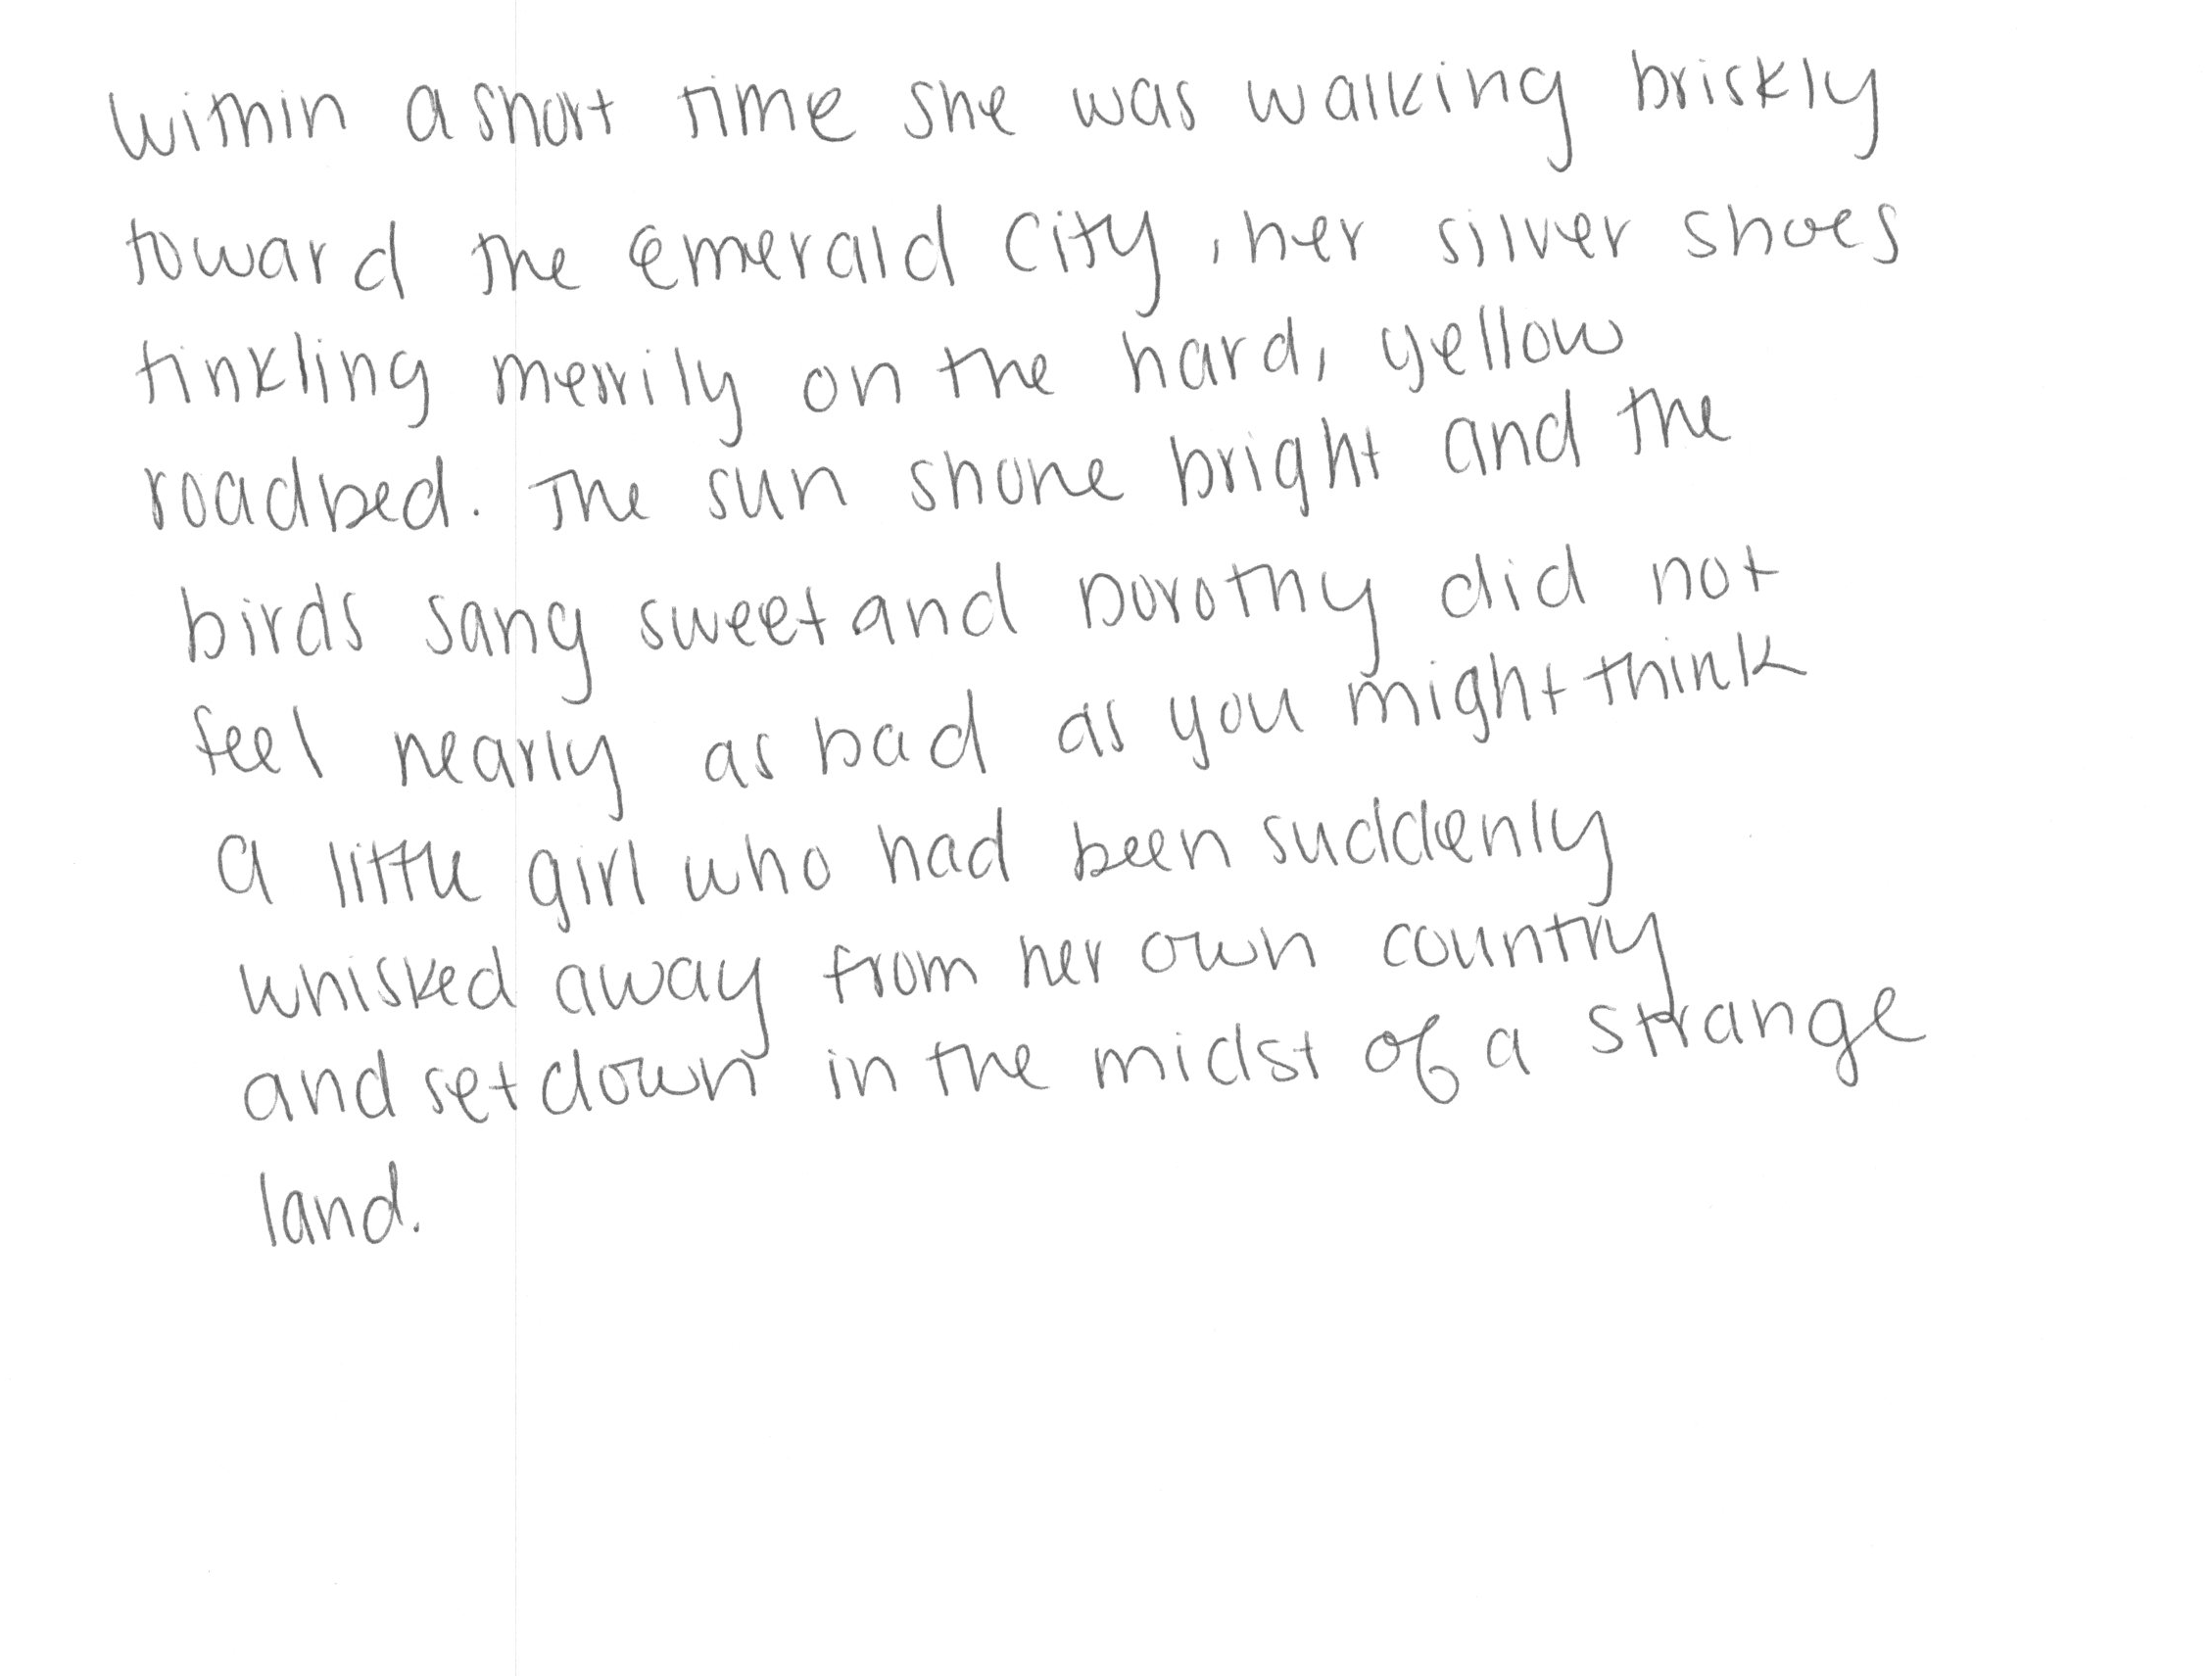 Within a short time she was walking briskly
toward the Emerald City, her silver shoes
tinkling merrily on the hard, yellow
roadbed. The sun shone bright and the
birds sang sweet and Dorothy did not
feel nearly as bad as you might think
a little girl who had been suddenly
whisked away from her own country
and set down in the midst of a strange
land.